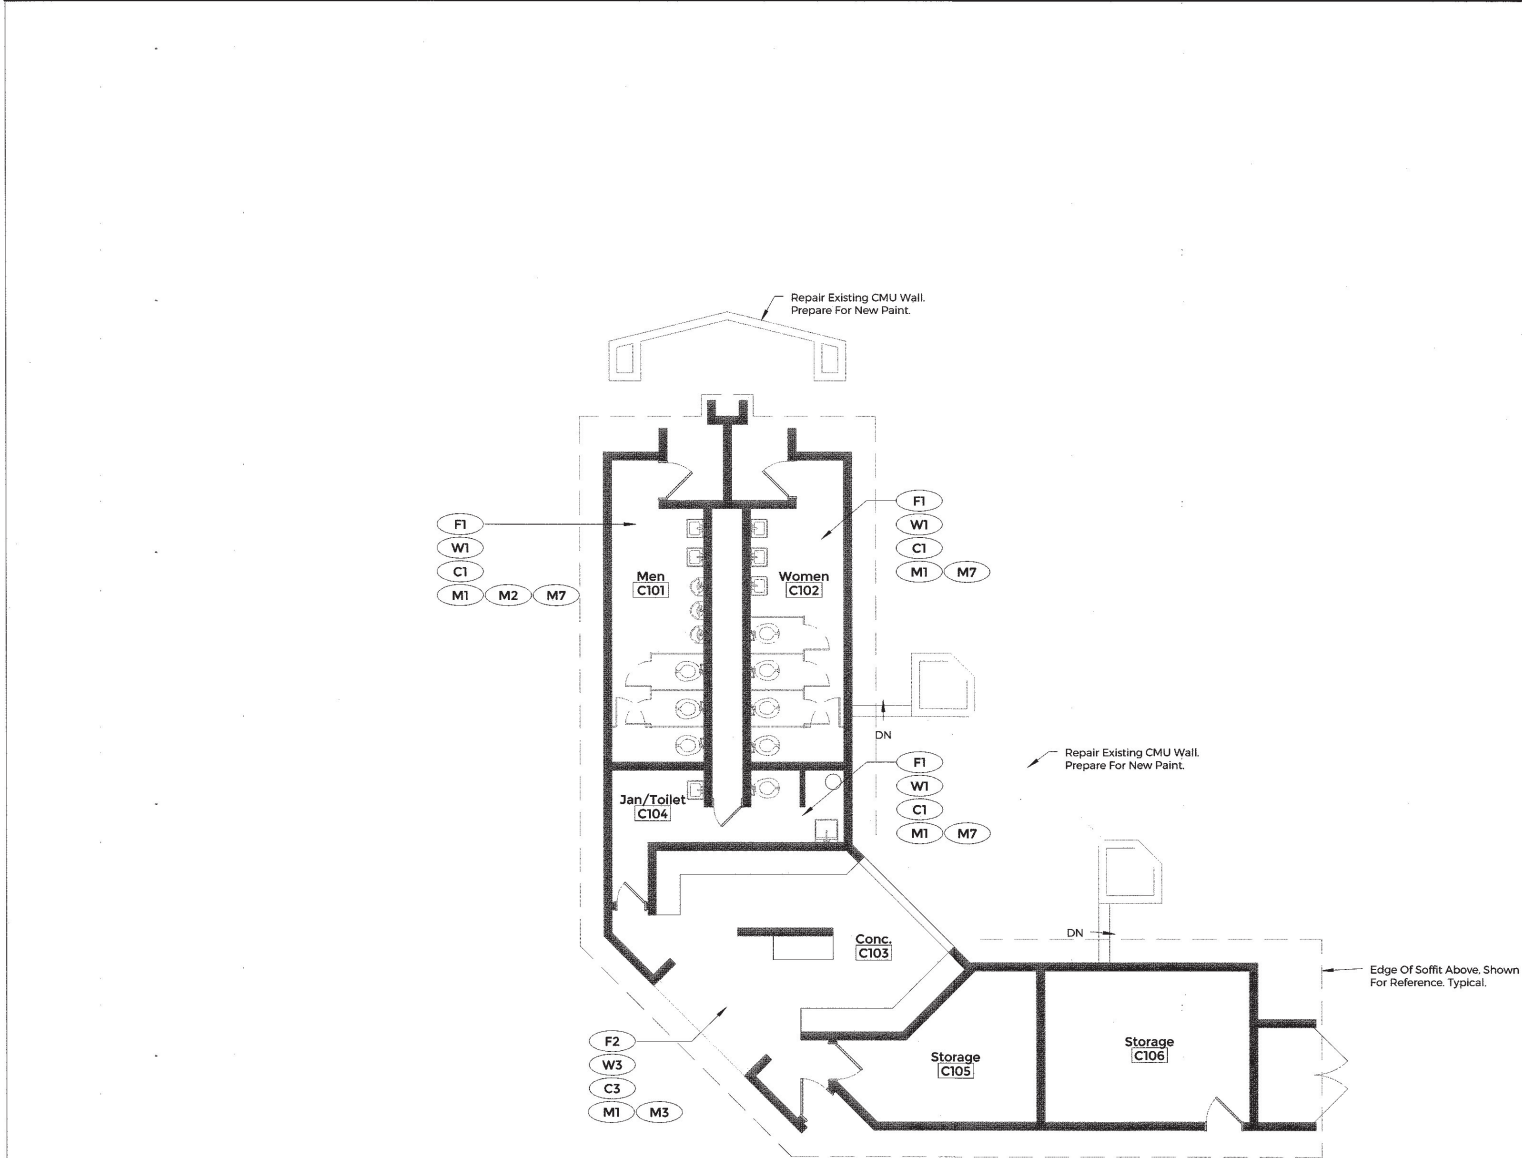 Repair Existing CMU Wall.
Prepare For New Paint.
F1
W1
C1
M1 M2 M7
F1
W1
C1
M1 M7
Men
C101
Women
C102
DN
Repair Existing CMU Wall.
Prepare For New Paint.
F1
W1
C1
M1 M7
Jan/Toilet
C104
DN
Conc.
C103
Edge Of Soffit Above, Shown
For Reference. Typical.
F2
W3
C3
M1 M3
Storage
C105
Storage
C106